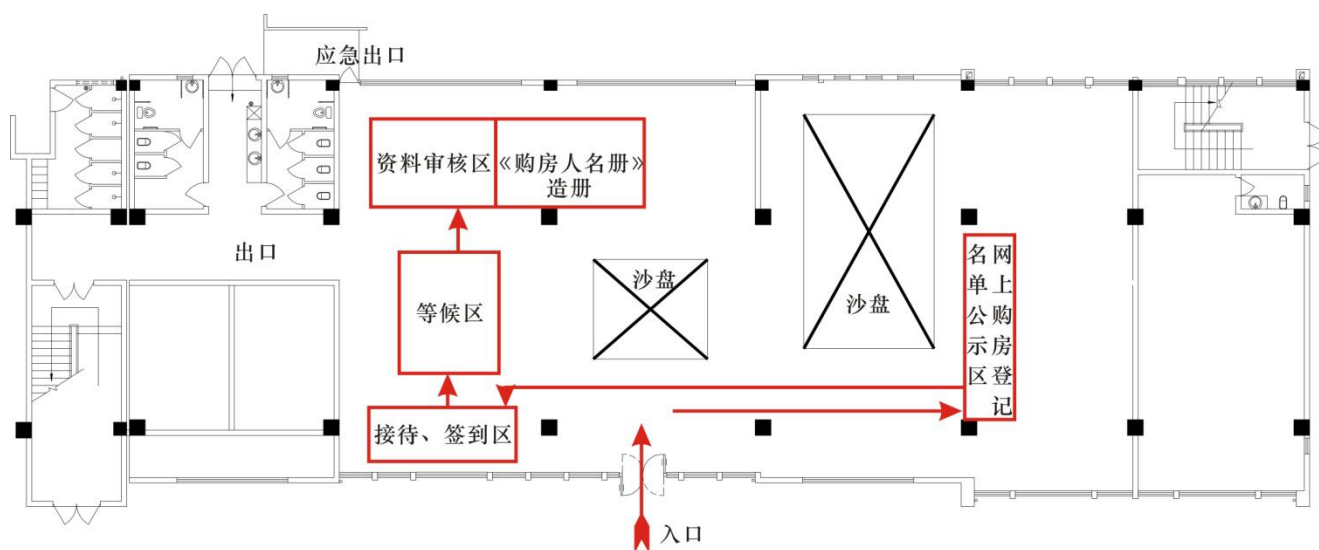 应急出口
资料审核区
《购房人名册》
造册
出口
等候区
沙盘
沙盘
网上购房登记
名单公示区
接待、签到区
入口